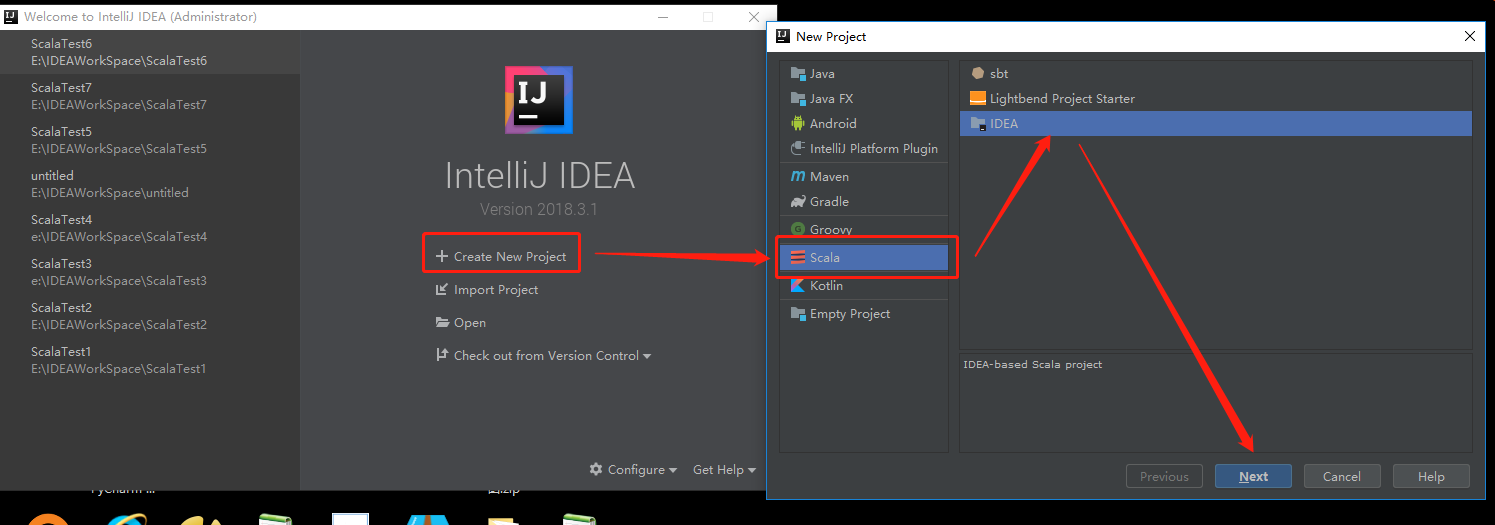 Welcome to IntelliJ IDEA (Administrator)
ScalaTest6
E:\IDEAWorkSpace\ScalaTest6
ScalaTest7
E:\IDEAWorkSpace\ScalaTest7
ScalaTest5
E:\IDEAWorkSpace\ScalaTest5
untitled
E:\IDEAWorkSpace\untitled
ScalaTest4
e:\IDEAWorkSpace\ScalaTest4
ScalaTest3
e:\IDEAWorkSpace\ScalaTest3
ScalaTest2
E:\IDEAWorkSpace\ScalaTest2
ScalaTest1
E:\IDEAWorkSpace\ScalaTest1
IJ
IntelliJ IDEA
Version 2018.3.1
Create New Project
Import Project
Open
Check out from Version Control
Configure
Get Help
New Project
Java
Java FX
Android
IntelliJ Platform Plugin
Maven
Gradle
Groovy
Scala
Kotlin
Empty Project
sbt
Lightbend Project Starter
IDEA
IDEA-based Scala project
Previous
Next
Cancel
Help